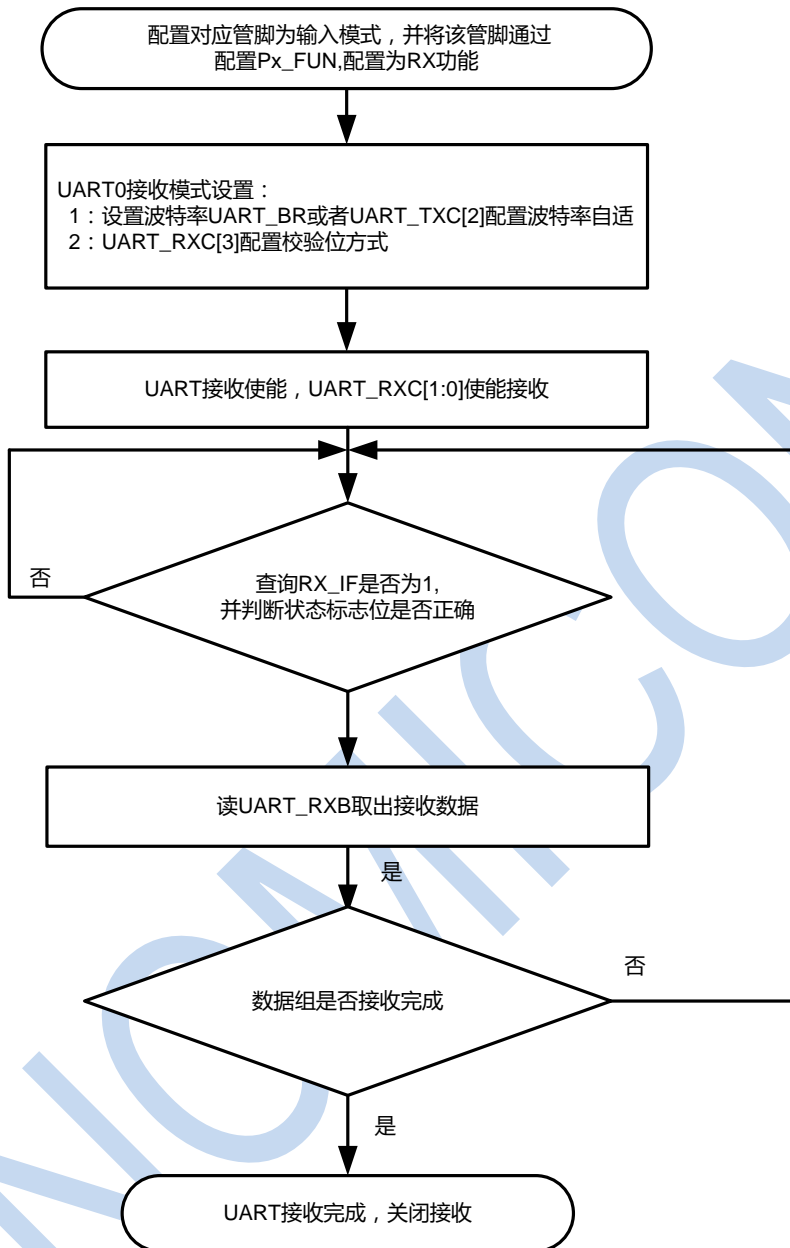 配置对应管脚为输入模式，并将该管脚通过
配置Px_FUN,配置为RX功能
UART0接收模式设置：
1：设置波特率UART_BR或者UART_TXC[2]配置波特率自适
2：UART_RXC[3]配置校验位方式
UART接收使能，UART_RXC[1:0]使能接收
否
查询RX_IF是否为1,
并判断状态标志位是否正确
读UART_RXB取出接收数据
是
否
数据组是否接收完成
是
UART接收完成，关闭接收